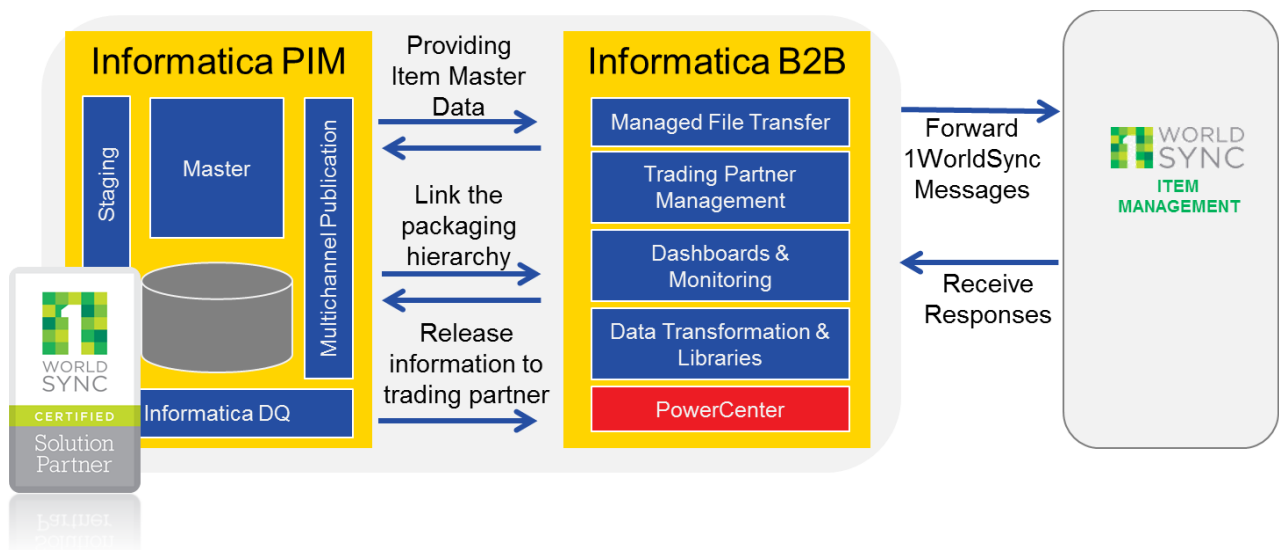 Informatica PIM
Staging
Master
Multichannel Publication
Informatica DQ
1
WORLD
SYNC
CERTIFIED
Solution
Partner
Providing
Item Master
Data
Link the
packaging
hierarchy
Release
information to
trading partner
Informatica B2B
Managed File Transfer
Trading Partner
Management
Dashboards &
Monitoring
Data Transformation &
Libraries
PowerCenter
Forward
1WorldSync
Messages
Receive
Responses
1
WORLD
SYNC
ITEM
MANAGEMENT